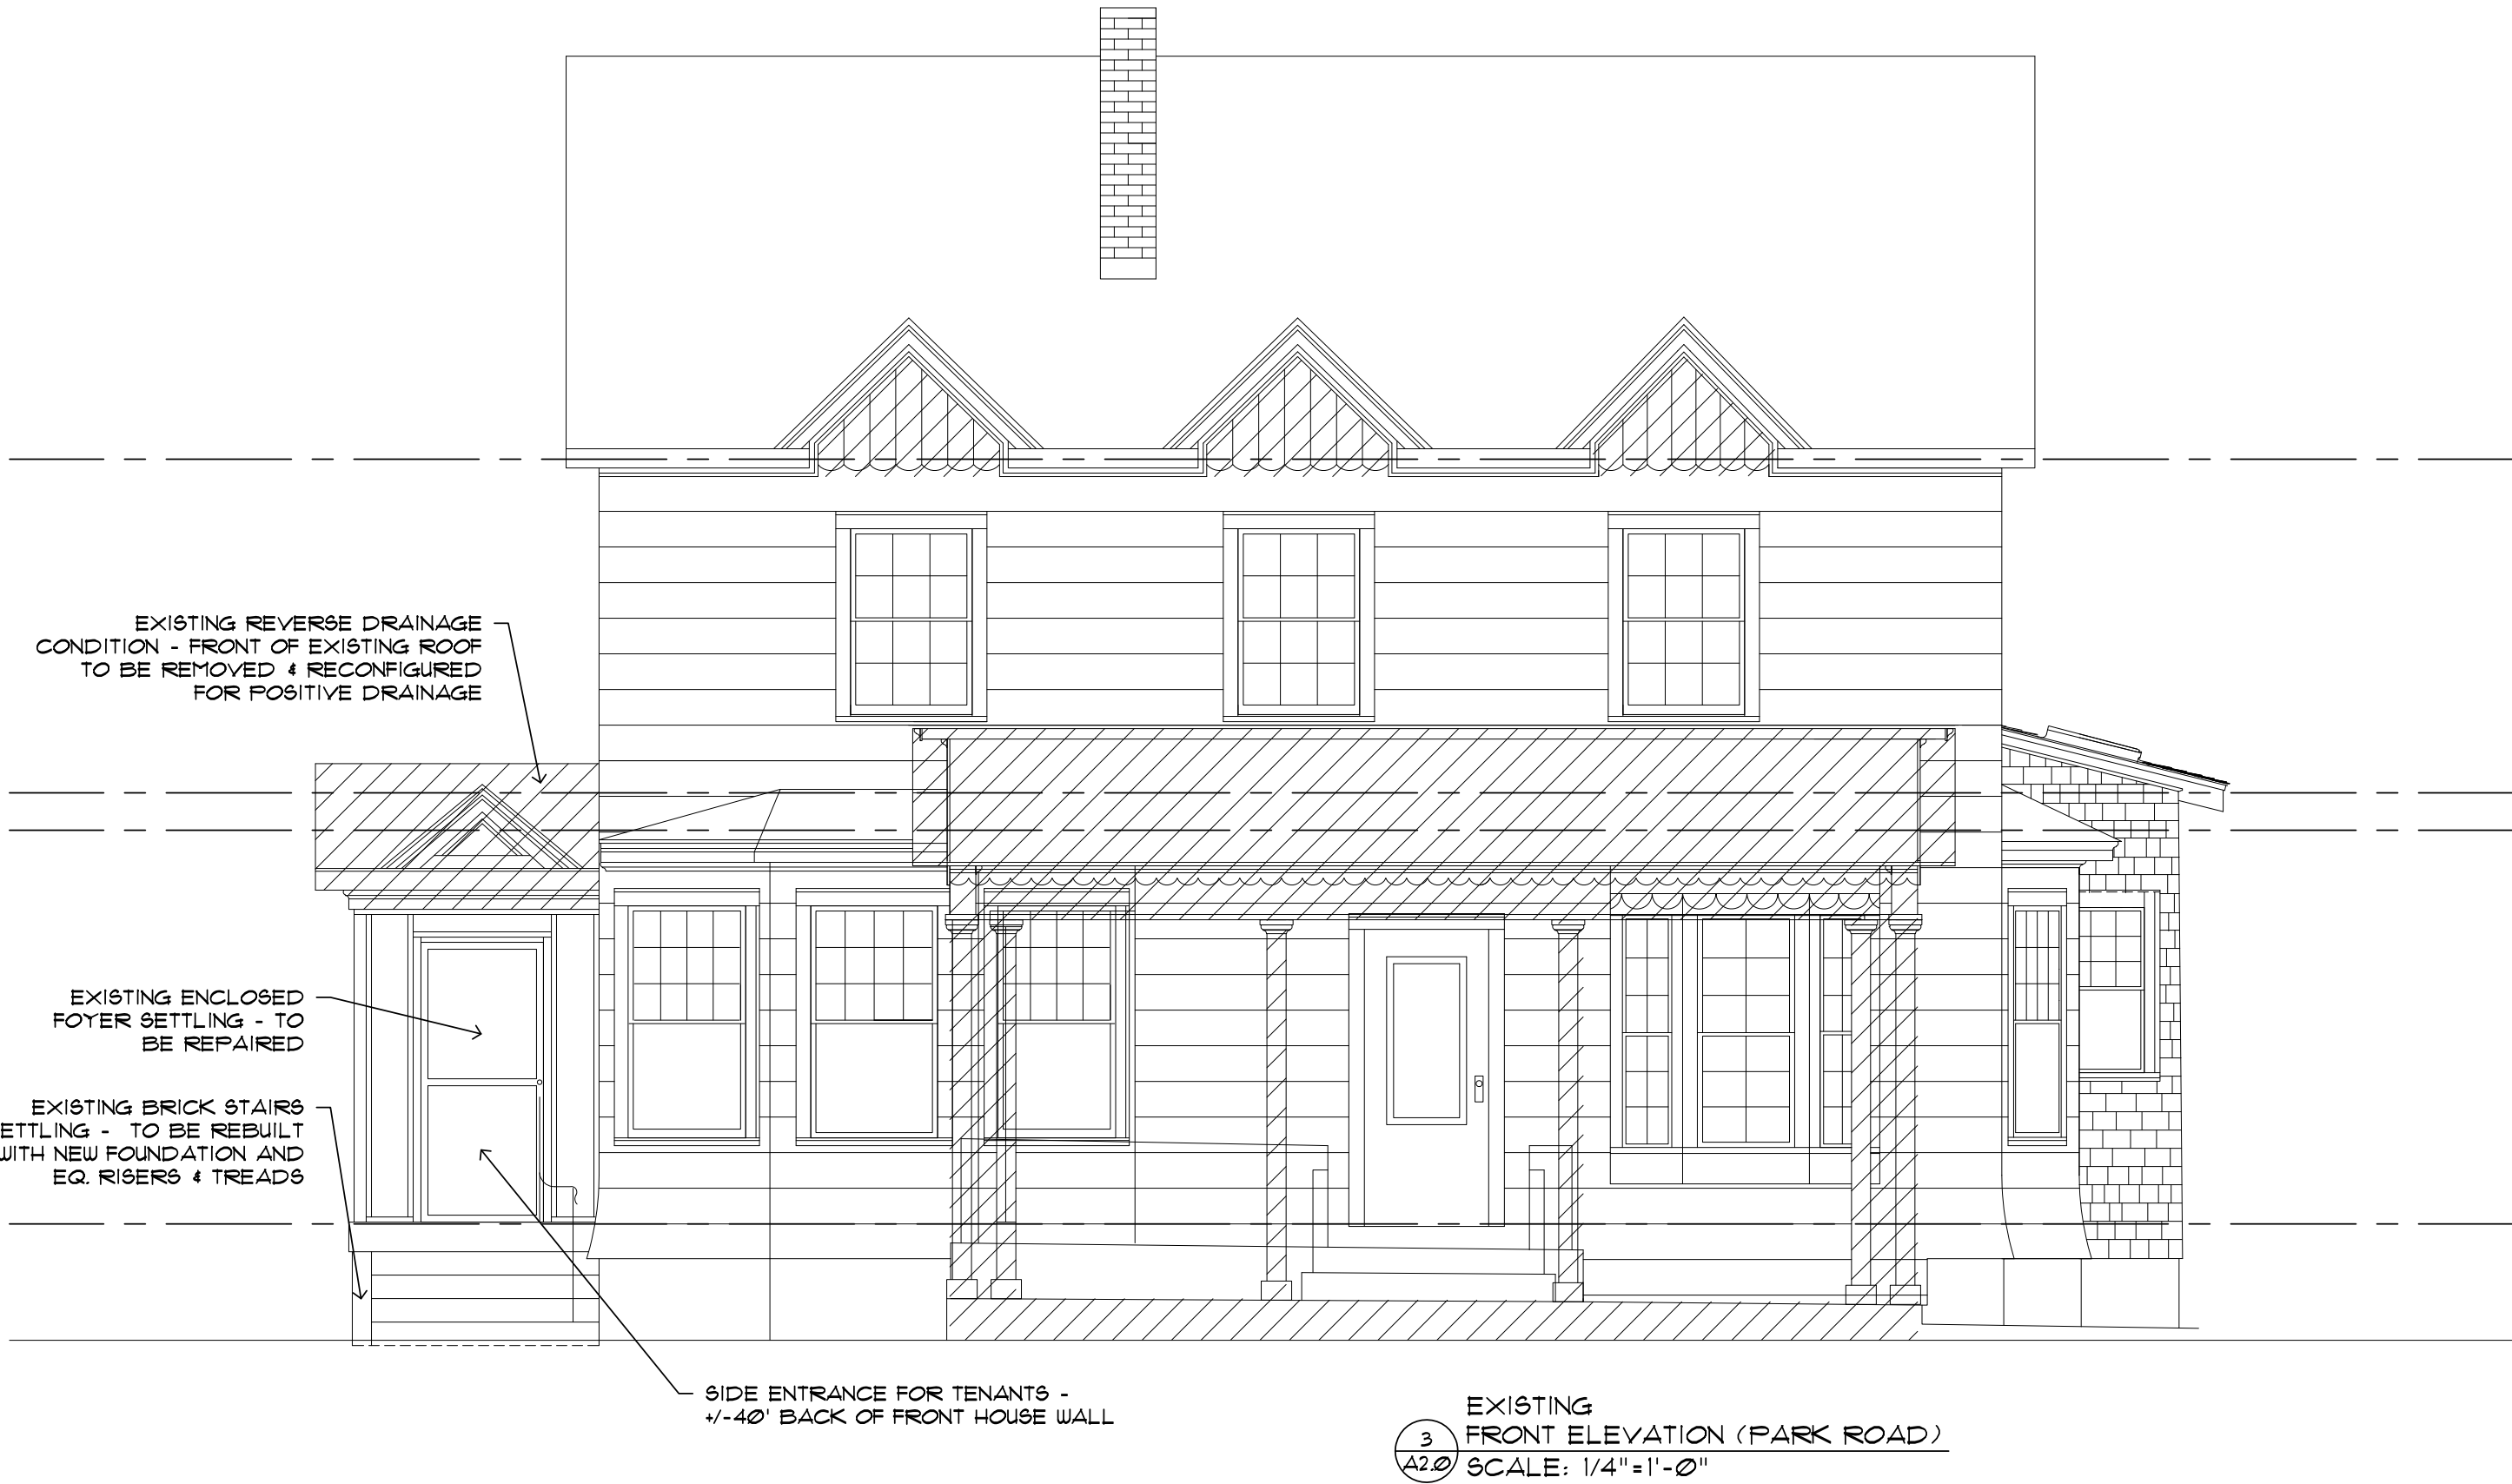 EXISTING REVERSE DRAINAGE
CONDITION - FRONT OF EXISTING ROOF
TO BE REMOVED & RECONFIGURED
FOR POSITIVE DRAINAGE
EXISTING ENCLOSED
FOYER SETTLING - TO
BE REPAIRED
EXISTING BRICK STAIRS
ETTLING - TO BE REBUILT
WITH NEW FOUNDATION AND
EQ. RISERS & TREADS
SIDE ENTRANCE FOR TENANTS -
+/-40' BACK OF FRONT HOUSE WALL
3
A2.0
EXISTING
FRONT ELEVATION (PARK ROAD)
SCALE: 1/4"=1'-0"